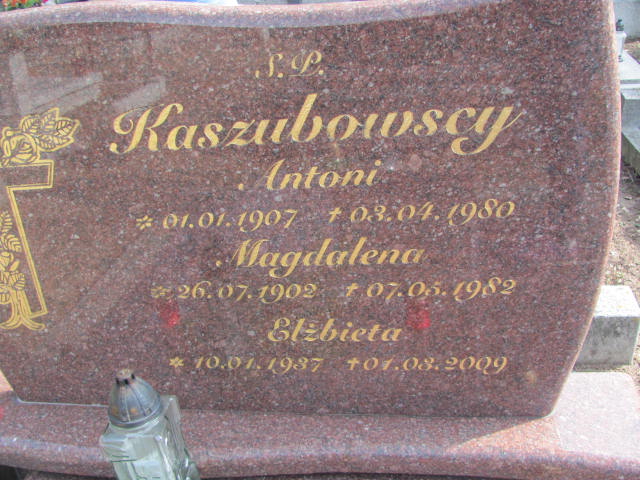 Ś.P.
Kaszubowscy
Antoni
* 01.01.1907 ✝ 03.04.1980
Magdalena
* 26.07.1902 ✝ 07.05.1982
Elżbieta
* 10.01.1937 ✝ 01.03.2009